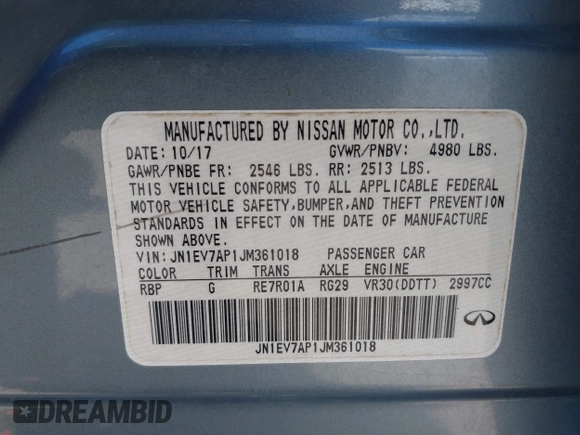 MANUFACTURED BY NISSAN MOTOR CO.,LTD.
DATE: 10/17 GVWR/PNBV: 4980 LBS.
GAWR/PNBE FR: 2546 LBS. RR: 2513 LBS.
THIS VEHICLE CONFORMS TO ALL APPLICABLE FEDERAL
MOTOR VEHICLE SAFETY,BUMPER,AND THEFT PREVENTION
STANDARDS IN EFFECT ON THE DATE OF MANUFACTURE
SHOWN ABOVE.
VIN: JN1EV7AP1JM361018 PASSENGER CAR
COLOR TRIM TRANS AXLE ENGINE
RBP G RE7R01A RG29 VR30(DDTT) 2997CC
JN1EV7AP1JM361018
DREAMBID